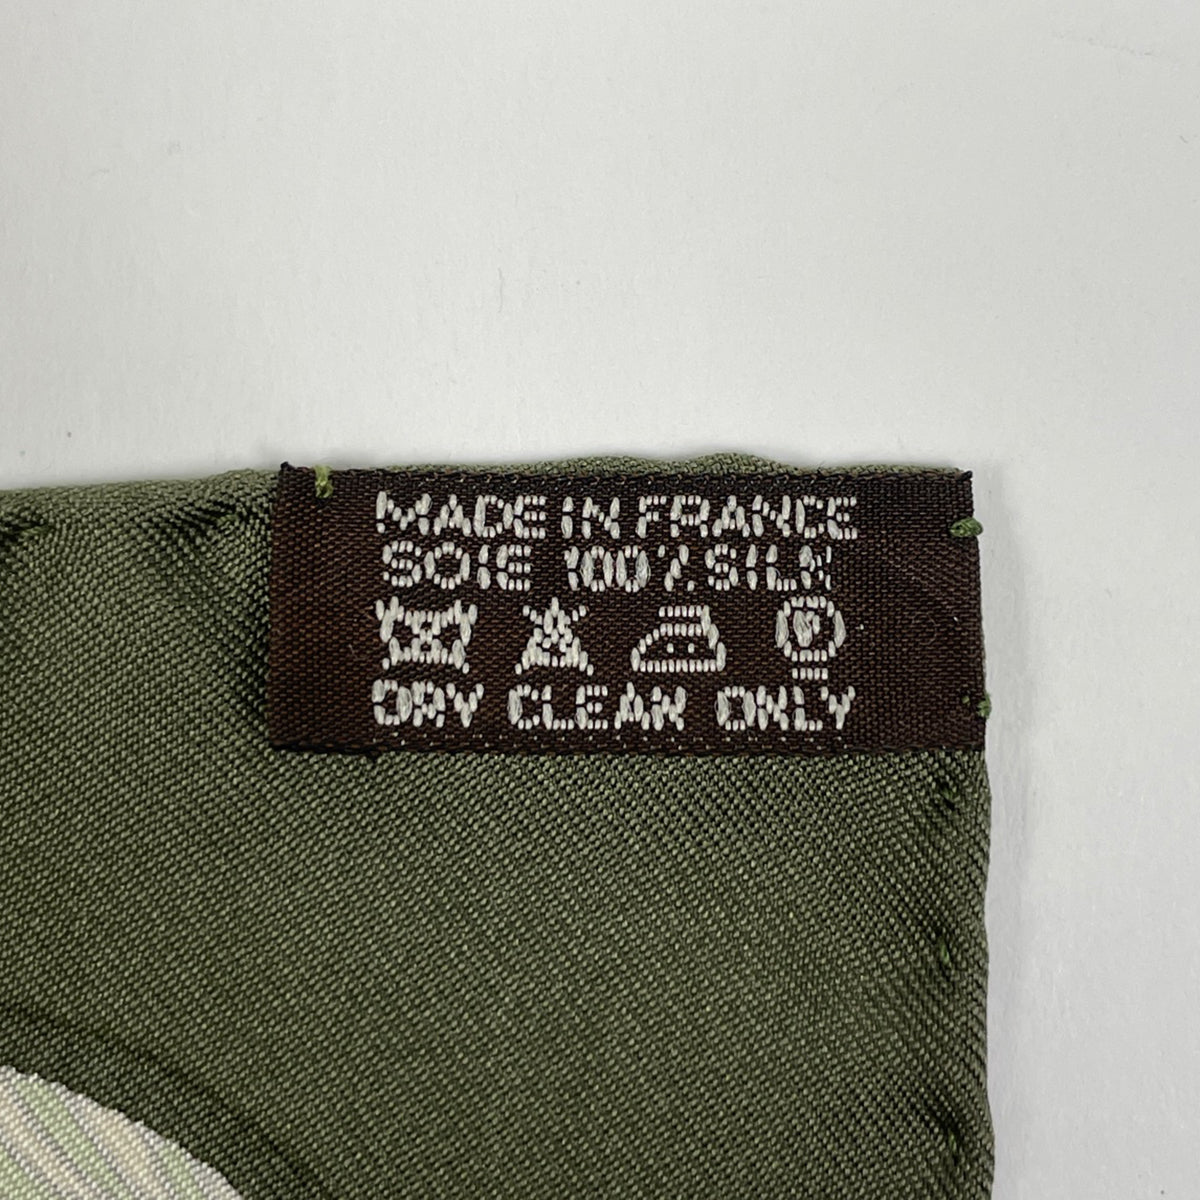 MADE IN FRANCE
SOIE 100% SILK
P
DRY CLEAN ONLY